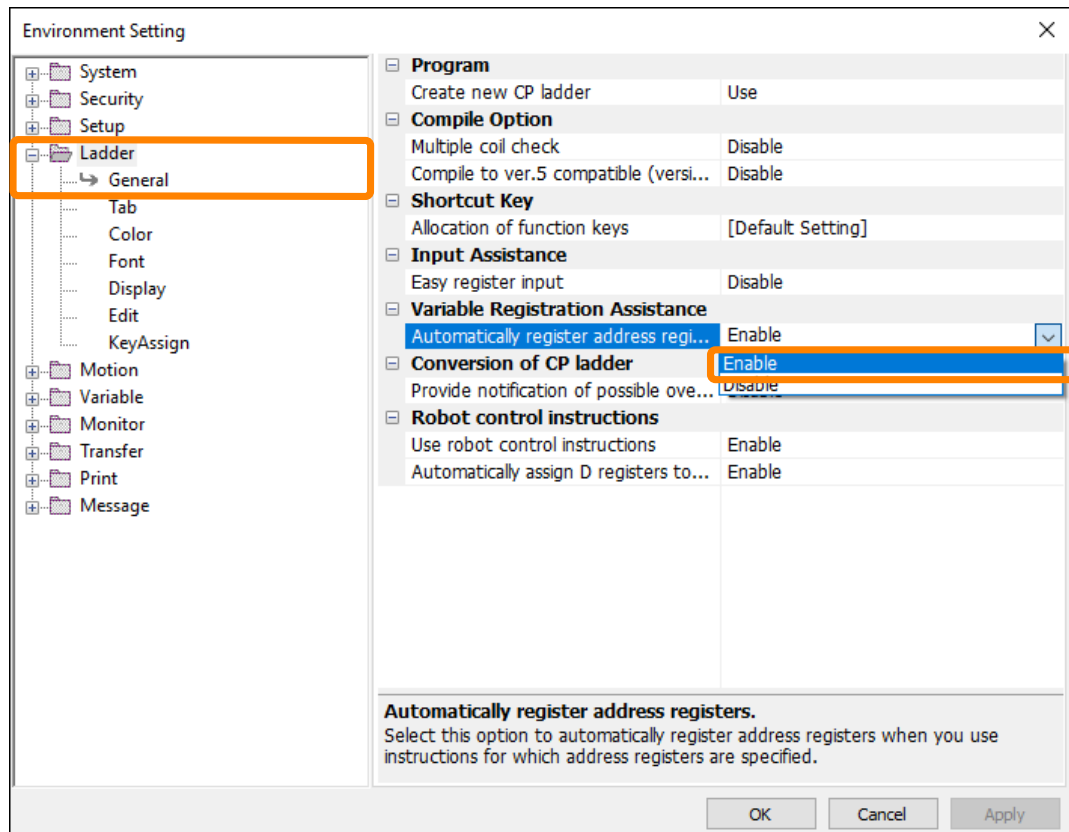 Environment Setting
System
Security
Setup
Ladder
General
Tab
Color
Font
Display
Edit
KeyAssign
Motion
Variable
Monitor
Transfer
Print
Message
Program
Create new CP ladder Use
Compile Option
Multiple coil check Disable
Compile to ver.5 compatible (versi... Disable
Shortcut Key
Allocation of function keys [Default Setting]
Input Assistance
Easy register input Disable
Variable Registration Assistance
Automatically register address regi... Enable
Conversion of CP ladder Enable
Provide notification of possible ove... Disable
Robot control instructions
Use robot control instructions Enable
Automatically assign D registers to... Enable
Automatically register address registers.
Select this option to automatically register address registers when you use
instructions for which address registers are specified.
OK Cancel Apply